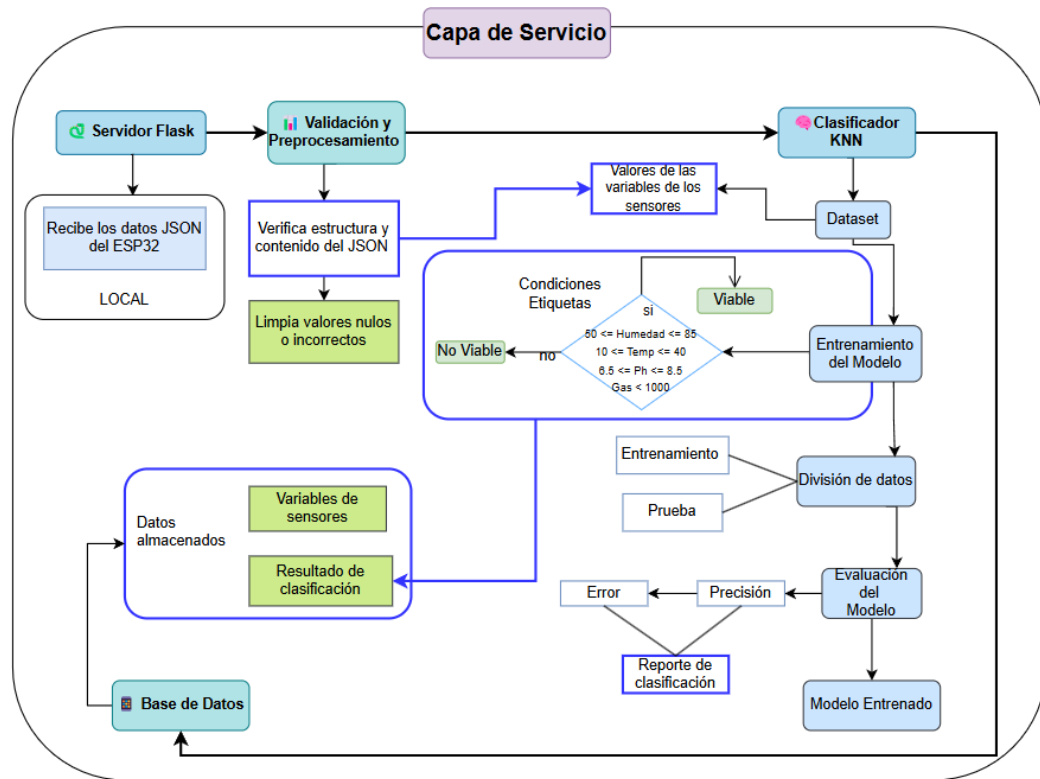 Capa de Servicio
Servidor Flask
Validación y
Preprocesamiento
Clasificador
KNN
Recibe los datos JSON
del ESP32
LOCAL
Verifica estructura y
contenido del JSON
Limpia valores nulos
o incorrectos
Valores de las
variables de los
sensores
Dataset
Condiciones
Etiquetas
Viable
si
50 <= Humedad <= 85
10 <= Temp <= 40
6.5 <= Ph <= 8.5
Gas < 1000
no
No Viable
Entrenamiento
del Modelo
Entrenamiento
Prueba
División de datos
Datos
almacenados
Variables de
sensores
Resultado de
clasificación
Error
Precisión
Evaluación
del
Modelo
Reporte de
clasificación
Modelo Entrenado
Base de Datos